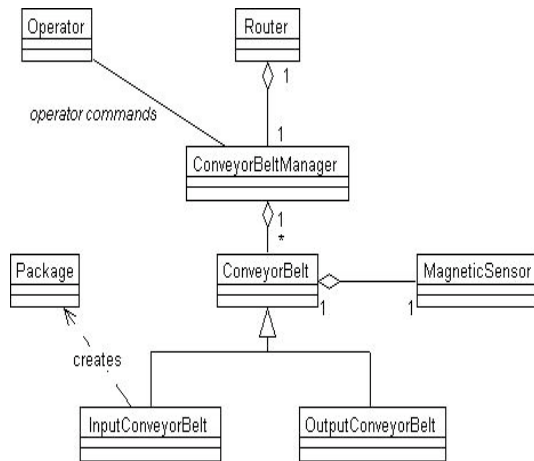 Operator
Router
1
operator commands
1
ConveyorBeltManager
1
*
Package
ConveyorBelt
MagneticSensor
1
1
creates
InputConveyorBelt
OutputConveyorBelt